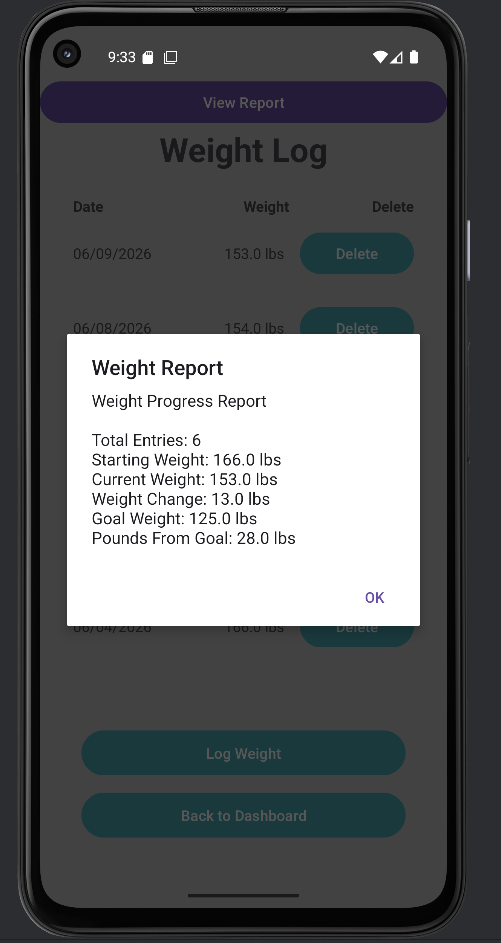 9:33
View Report
Weight Log
Date Weight Delete
06/09/2026 153.0 lbs Delete
06/08/2026 154.0 lbs Delete
Weight Report
Weight Progress Report
Total Entries: 6
Starting Weight: 166.0 lbs
Current Weight: 153.0 lbs
Weight Change: 13.0 lbs
Goal Weight: 125.0 lbs
Pounds From Goal: 28.0 lbs
OK
06/04/2026 166.0 lbs Delete
Log Weight
Back to Dashboard